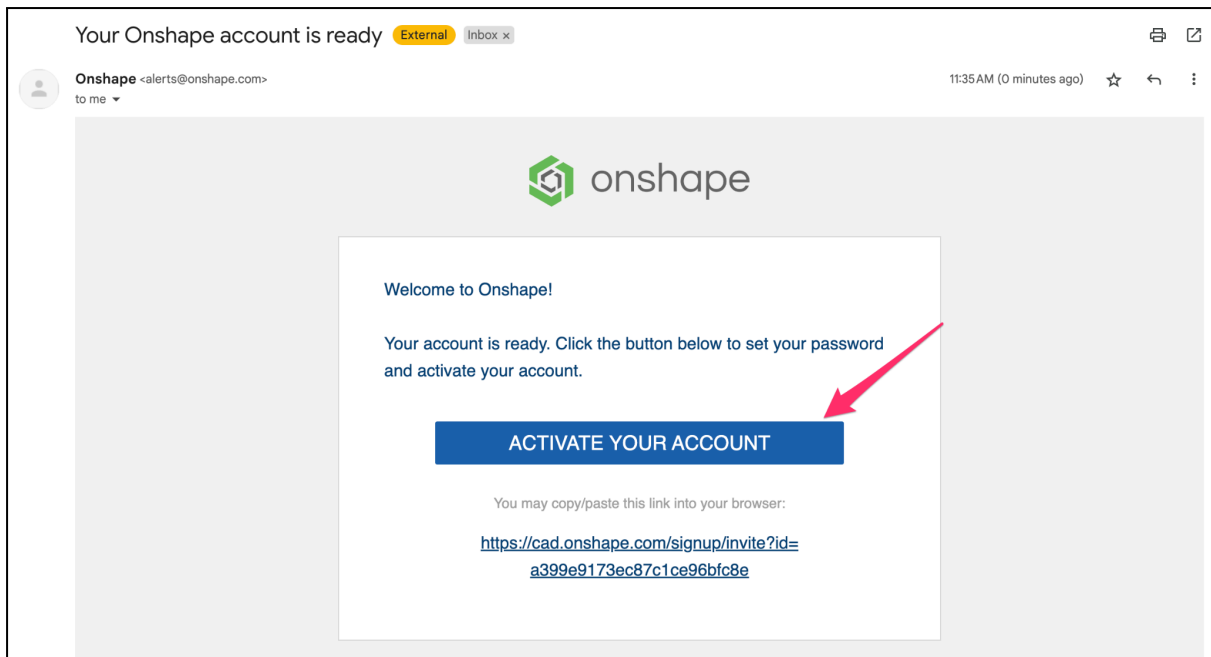 Your Onshape account is ready External Inbox ×
Onshape <alerts@onshape.com> 11:35 AM (0 minutes ago)
to me
onshape
Welcome to Onshape!
Your account is ready. Click the button below to set your password
and activate your account.
ACTIVATE YOUR ACCOUNT
You may copy/paste this link into your browser:
https://cad.onshape.com/signup/invite?id=
a399e9173ec87c1ce96bfc8e